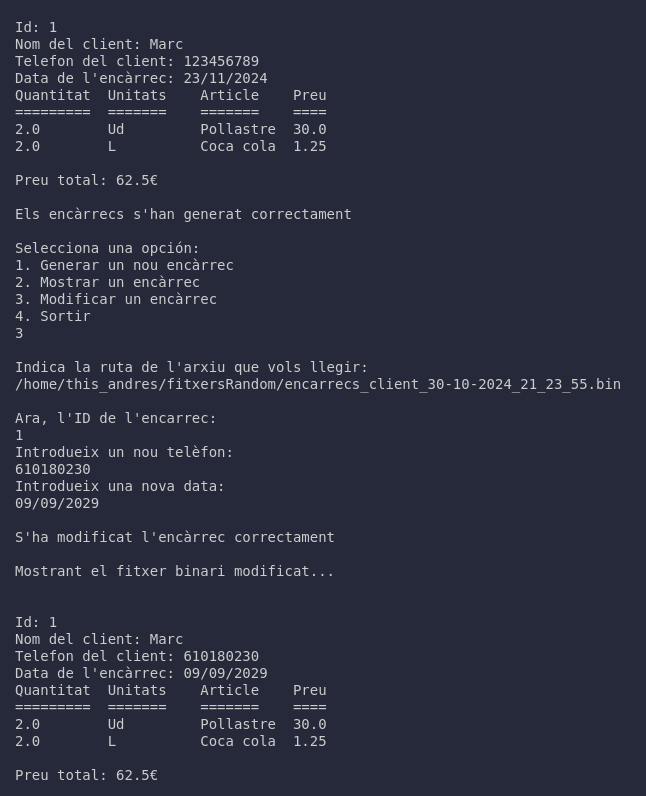 Id: 1
Nom del client: Marc
Telefon del client: 123456789
Data de l'encàrrec: 23/11/2024
Quantitat  Unitats    Article    Preu
=========  =======    =======    ====
2.0        Ud         Pollastre  30.0
2.0        L          Coca cola  1.25
Preu total: 62.5€
Els encàrrecs s'han generat correctament
Selecciona una opción:
1. Generar un nou encàrrec
2. Mostrar un encàrrec
3. Modificar un encàrrec
4. Sortir
3
Indica la ruta de l'arxiu que vols llegir:
/home/this_andres/fitxersRandom/encarrecs_client_30-10-2024_21_23_55.bin
Ara, l'ID de l'encarrec:
1
Introdueix un nou telèfon:
610180230
Introdueix una nova data:
09/09/2029
S'ha modificat l'encàrrec correctament
Mostrant el fitxer binari modificat...
Id: 1
Nom del client: Marc
Telefon del client: 610180230
Data de l'encàrrec: 09/09/2029
Quantitat  Unitats    Article    Preu
=========  =======    =======    ====
2.0        Ud         Pollastre  30.0
2.0        L          Coca cola  1.25
Preu total: 62.5€